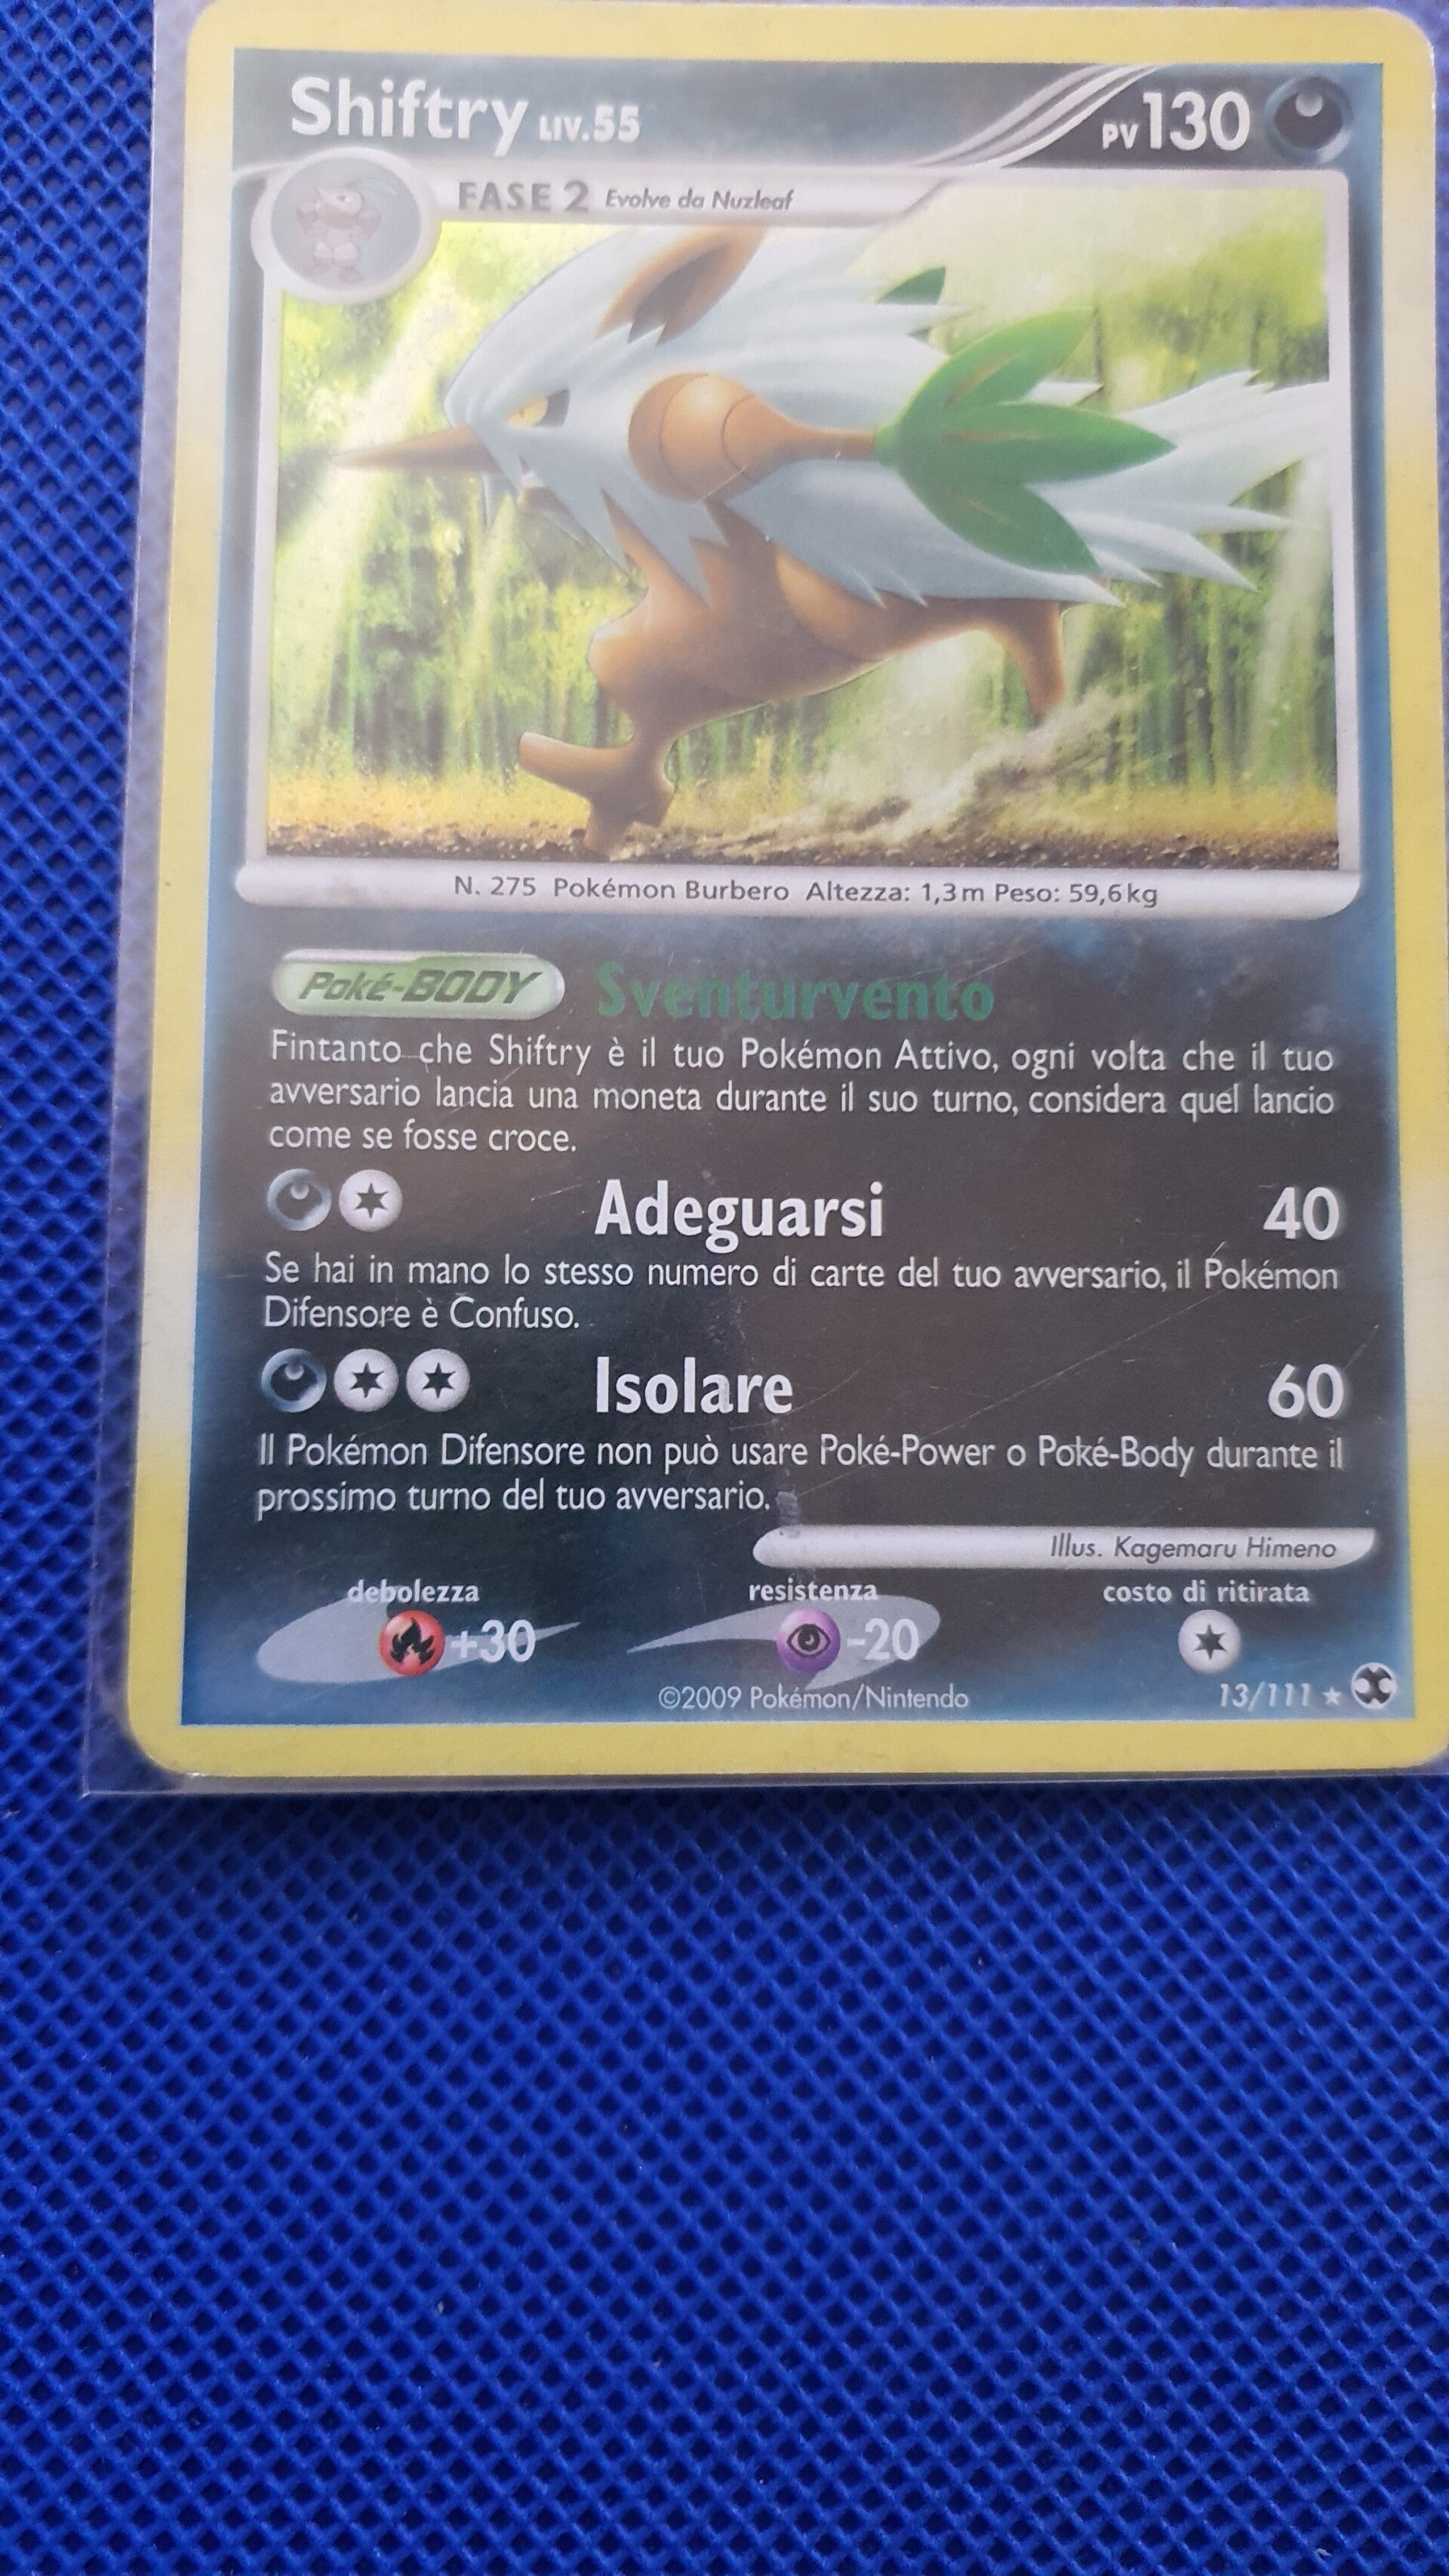 Shiftry LIV.55 PV130
FASE 2 Evolve da Nuzleaf
N. 275 Pokémon Burbero Altezza: 1,3m Peso: 59,6kg
Poké-BODY Sventurvento
Fintanto che Shiftry è il tuo Pokémon Attivo, ogni volta che il tuo
avversario lancia una moneta durante il suo turno, considera quel lancio
come se fosse croce.
Adeguarsi 40
Se hai in mano lo stesso numero di carte del tuo avversario, il Pokémon
Difensore è Confuso.
Isolare 60
Il Pokémon Difensore non può usare Poké-Power o Poké-Body durante il
prossimo turno del tuo avversario.
Illus. Kagemaru Himeno
debolezza resistenza costo di ritirata
+30 -20
©2009 Pokémon/Nintendo 13/111 ★